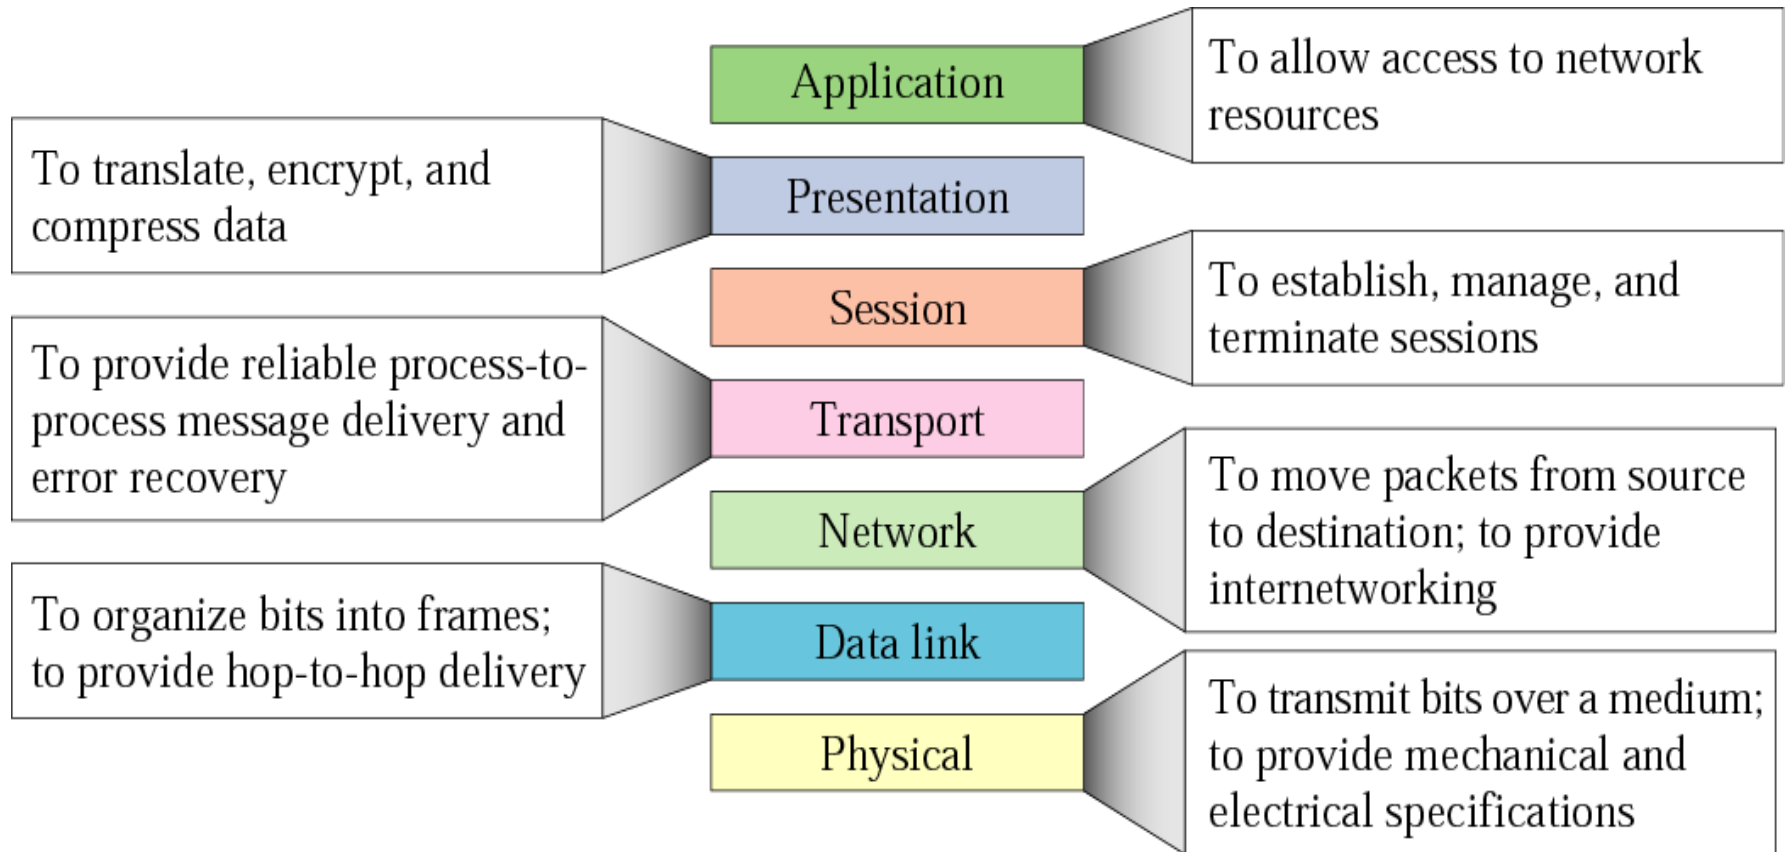 Application
To allow access to network
resources
To translate, encrypt, and
compress data
Presentation
Session
To establish, manage, and
terminate sessions
To provide reliable process-to-
process message delivery and
error recovery
Transport
Network
To move packets from source
to destination; to provide
internetworking
To organize bits into frames;
to provide hop-to-hop delivery
Data link
Physical
To transmit bits over a medium;
to provide mechanical and
electrical specifications